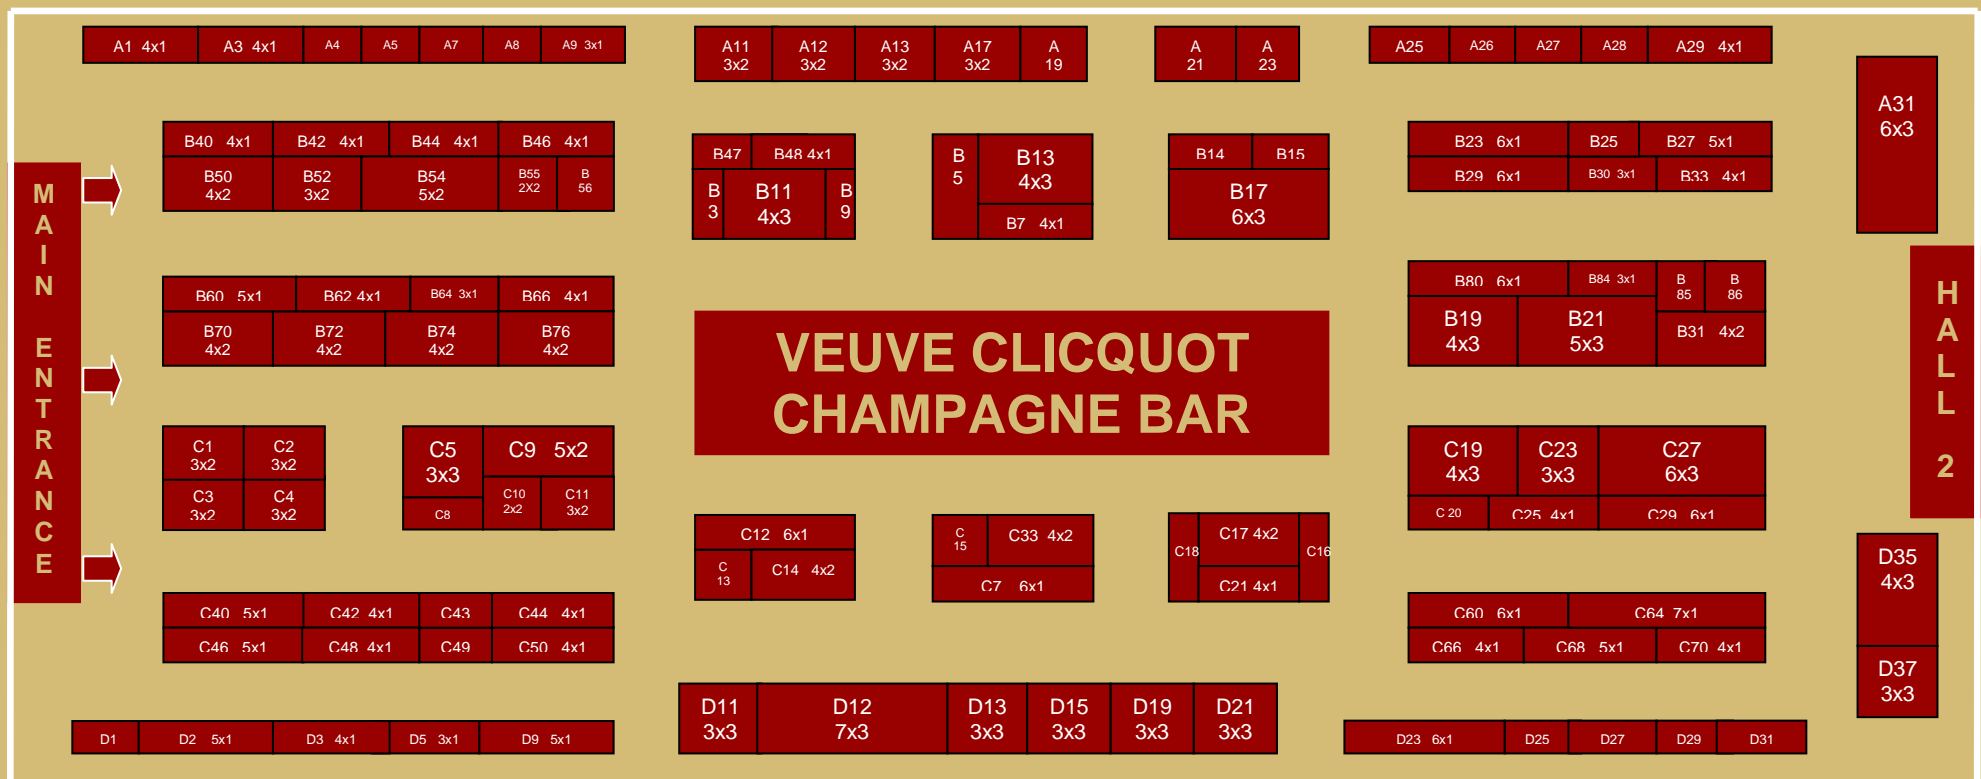 A1 4x1
A3 4x1
A4
A5
A7
A8
A9 3x1
A11
3x2
A12
3x2
A13
3x2
A17
3x2
A
19
A
21
A
23
A25
A26
A27
A28
A29 4x1
A31
6x3
MAIN ENTRANCE
B40 4x1
B42 4x1
B44 4x1
B46 4x1
B50
4x2
B52
3x2
B54
5x2
B55
2X2
B
56
B47
B48 4x1
B
3
B11
4x3
B
9
B
5
B13
4x3
B7 4x1
B14
B15
B17
6x3
B23 6x1
B25
B27 5x1
B29 6x1
B30 3x1
B33 4x1
B60 5x1
B62 4x1
B64 3x1
B66 4x1
B70
4x2
B72
4x2
B74
4x2
B76
4x2
VEUVE CLICQUOT
CHAMPAGNE BAR
B80 6x1
B84 3x1
B
85
B
86
B19
4x3
B21
5x3
B31 4x2
HALL 2
C1
3x2
C2
3x2
C3
3x2
C4
3x2
C5
3x3
C9 5x2
C8
C10
2x2
C11
3x2
C12 6x1
C
13
C14 4x2
C
15
C33 4x2
C7 6x1
C18
C17 4x2
C16
C21 4x1
C19
4x3
C23
3x3
C27
6x3
C 20
C25 4x1
C29 6x1
C40 5x1
C42 4x1
C43
C44 4x1
C46 5x1
C48 4x1
C49
C50 4x1
C60 6x1
C64 7x1
C66 4x1
C68 5x1
C70 4x1
D35
4x3
D37
3x3
D1
D2 5x1
D3 4x1
D5 3x1
D9 5x1
D11
3x3
D12
7x3
D13
3x3
D15
3x3
D19
3x3
D21
3x3
D23 6x1
D25
D27
D29
D31